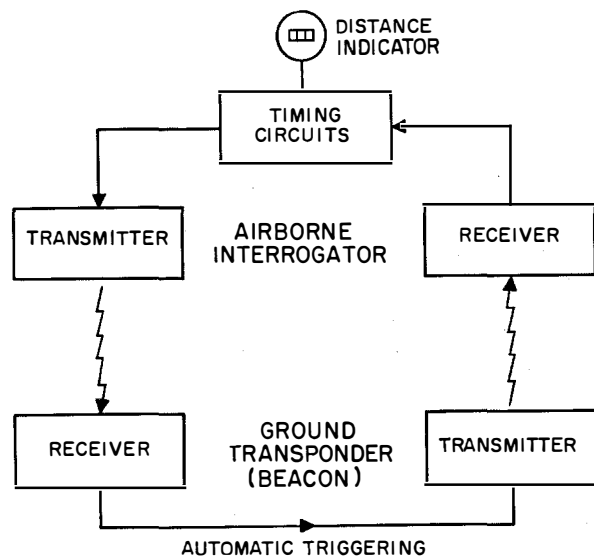 DISTANCE
INDICATOR
TIMING
CIRCUITS
TRANSMITTER
AIRBORNE
INTERROGATOR
RECEIVER
RECEIVER
GROUND
TRANSPONDER
(BEACON)
TRANSMITTER
AUTOMATIC TRIGGERING